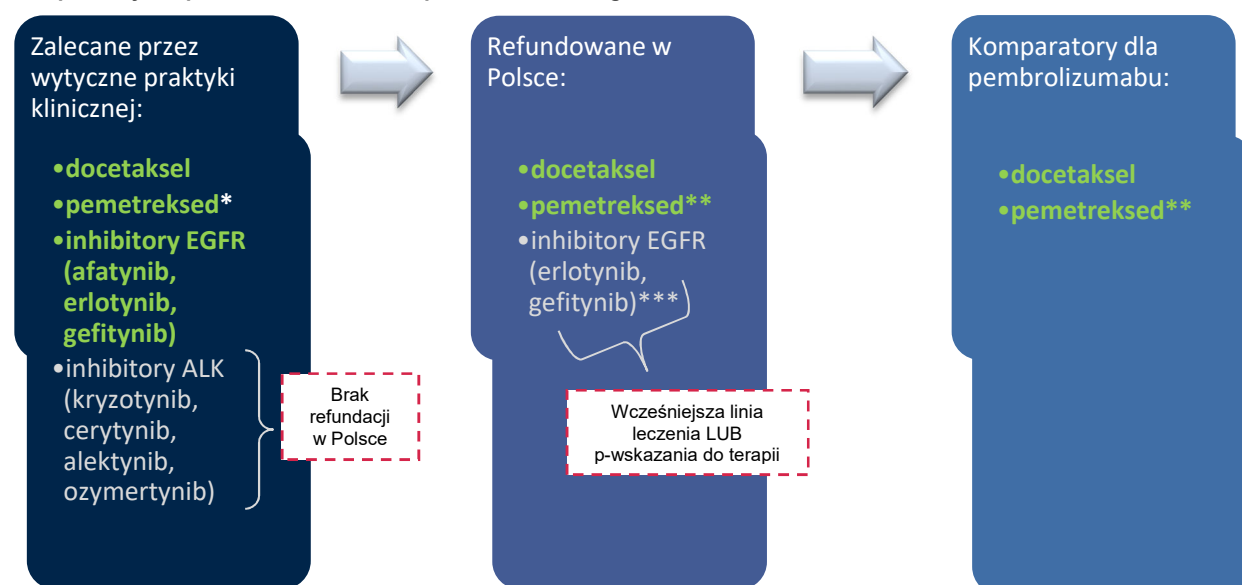 Zalecane przez
wytyczne praktyki
klinicznej:
•docetaksel
•pemetreksed*
•inhibitory EGFR
(afatynib,
erlotynib,
gefitynib)
•inhibitory ALK
(kryzotynib,
cerytynib,
alektynib,
ozymertynib)
Brak
refundacji
w Polsce
Refundowane w
Polsce:
•docetaksel
•pemetreksed**
•inhibitory EGFR
(erlotynib,
gefitynib)***
Wcześniejsza linia
leczenia LUB
p-wskazania do terapii
Komparatory dla
pembrolizumabu:
•docetaksel
•pemetreksed**